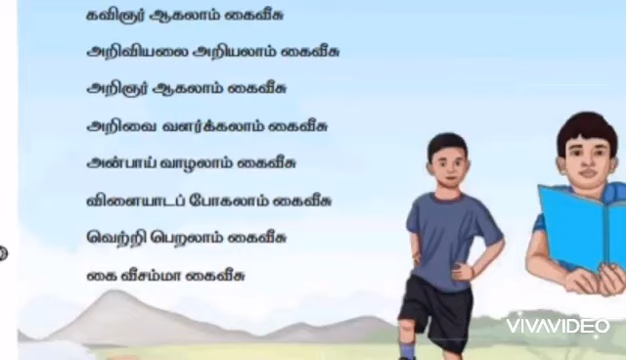 கவிஞர் ஆகலாம் கைவீசு
அறிவியலை அறியலாம் கைவீசு
அறிஞர் ஆகலாம் கைவீசு
அறிவை வளர்க்கலாம் கைவீசு
அன்பாய் வாழலாம் கைவீசு
விளையாடப் போகலாம் கைவீசு
வெற்றி பெறலாம் கைவீசு
கை வீசம்மா கைவீசு
VIVAVIDEO